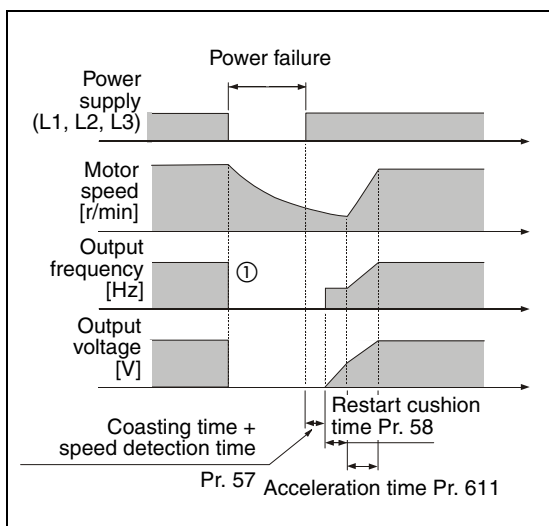 Power failure
Power
supply
(L1, L2, L3)
Motor
speed
[r/min]
Output
frequency
[Hz]
①
Output
voltage
[V]
Coasting time +
speed detection time
Pr. 57
Restart cushion
time Pr. 58
Acceleration time Pr. 611